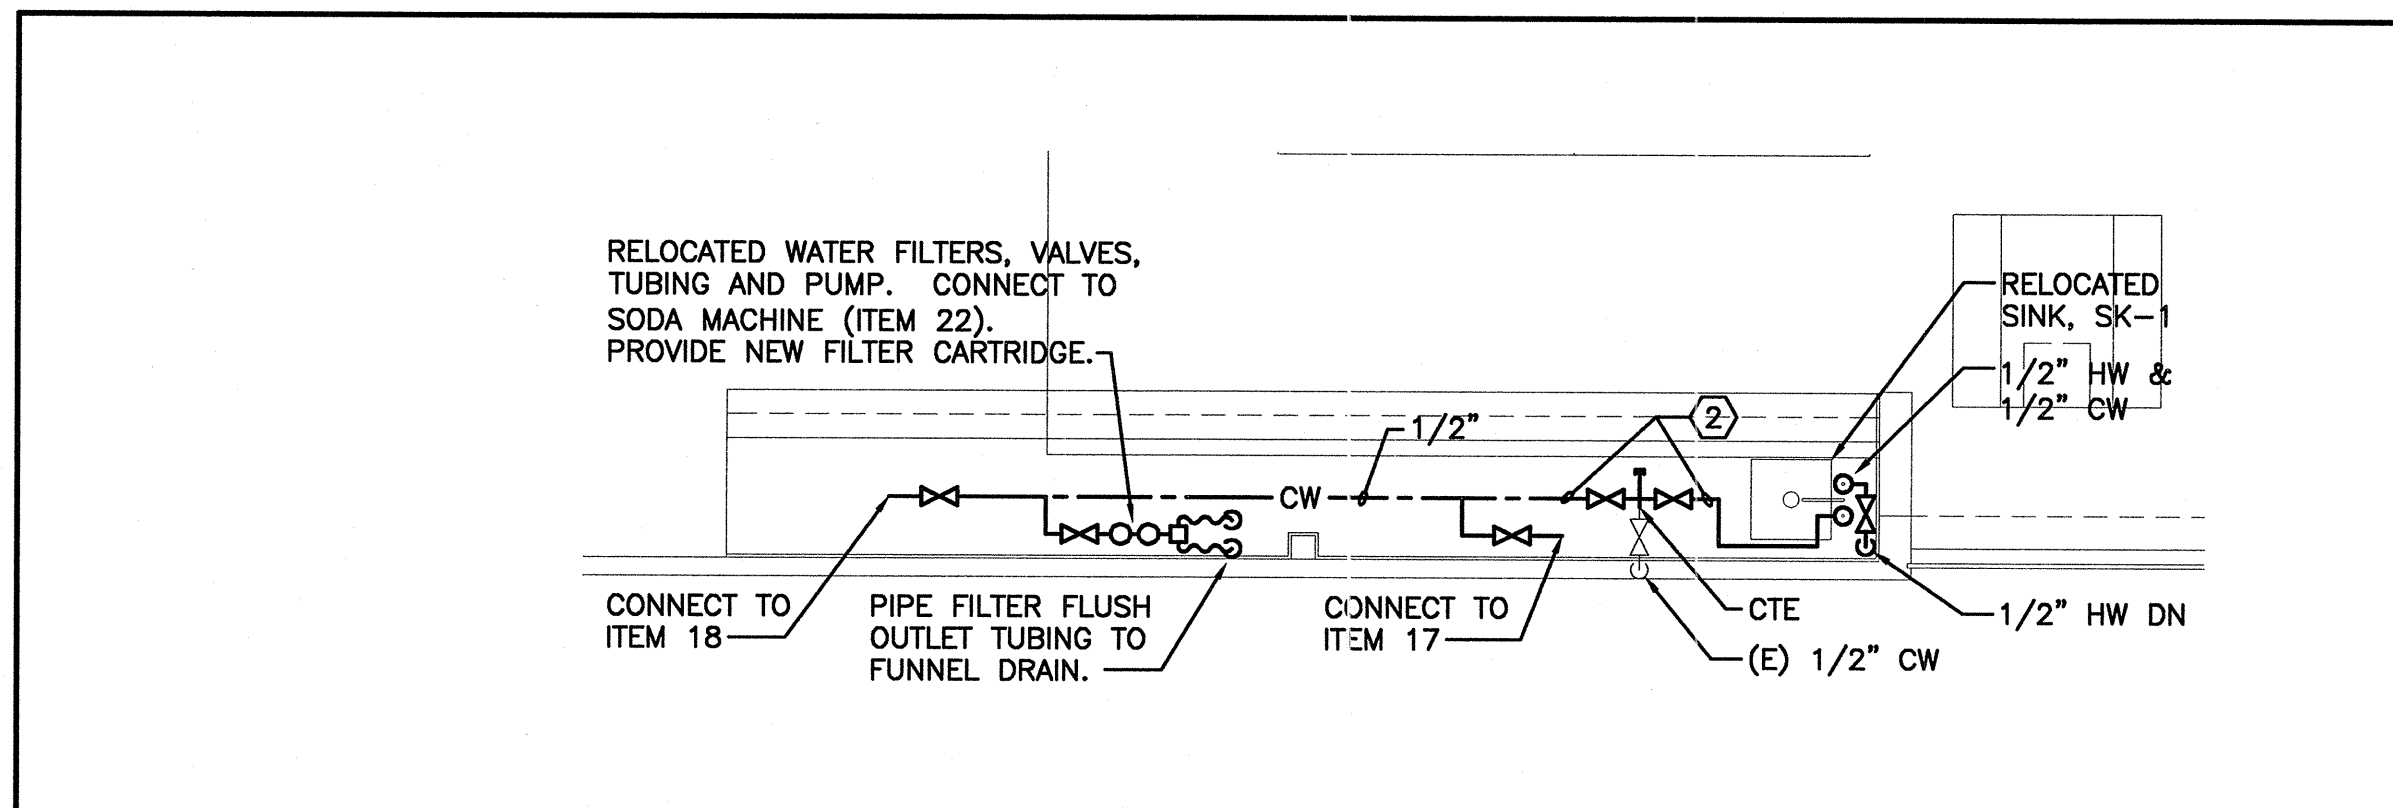 RELOCATED WATER FILTERS, VALVES,
TUBING AND PUMP. CONNECT TO
SODA MACHINE (ITEM 22).
PROVIDE NEW FILTER CARTRIDGE.
RELOCATED
SINK, SK-1
1/2" HW &
1/2" CW
2
1/2"
CW
CONNECT TO
ITEM 18
PIPE FILTER FLUSH
OUTLET TUBING TO
FUNNEL DRAIN.
CONNECT TO
ITEM 17
CTE
(E) 1/2" CW
1/2" HW DN